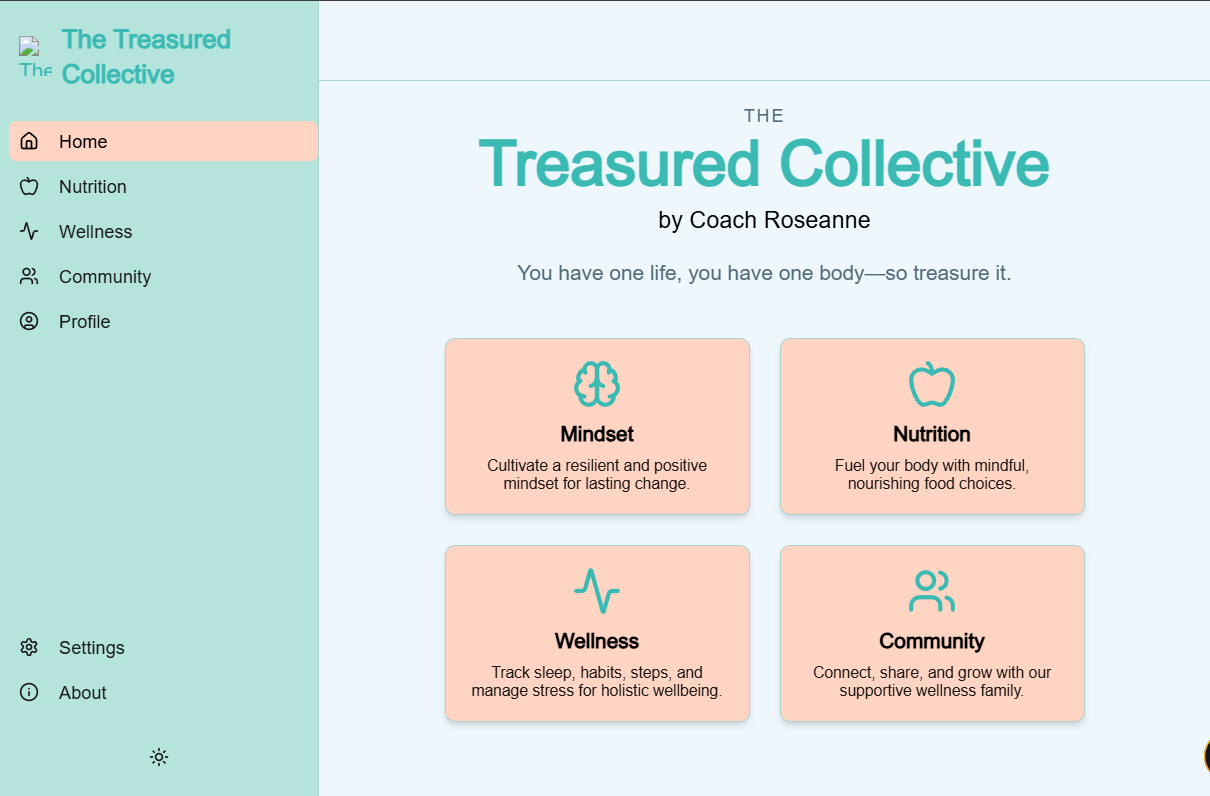 The Treasured
Collective
The
Home
Nutrition
Wellness
Community
Profile
Settings
About
THE
Treasured Collective
by Coach Roseanne
You have one life, you have one body—so treasure it.
Mindset
Cultivate a resilient and positive
mindset for lasting change.
Nutrition
Fuel your body with mindful,
nourishing food choices.
Wellness
Track sleep, habits, steps, and
manage stress for holistic wellbeing.
Community
Connect, share, and grow with our
supportive wellness family.